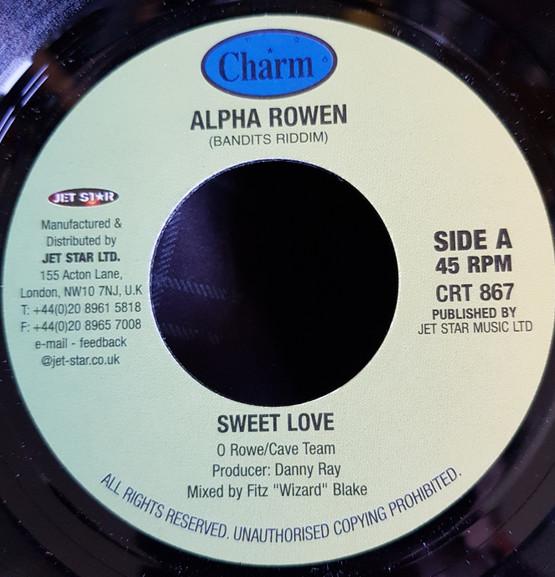 Charm
ALPHA ROWEN
(BANDITS RIDDIM)
JET STAR
Manufactured &
Distributed by
JET STAR LTD.
155 Acton Lane,
London, NW10 7NJ, U.K
T: +44(0)20 8961 5818
F: +44(0)20 8965 7008
e-mail - feedback
@jet-star.co.uk
SIDE A
45 RPM
CRT 867
PUBLISHED BY
JET STAR MUSIC LTD
SWEET LOVE
O Rowe/Cave Team
Producer: Danny Ray
Mixed by Fitz "Wizard" Blake
ALL RIGHTS RESERVED. UNAUTHORISED COPYING PROHIBITED.